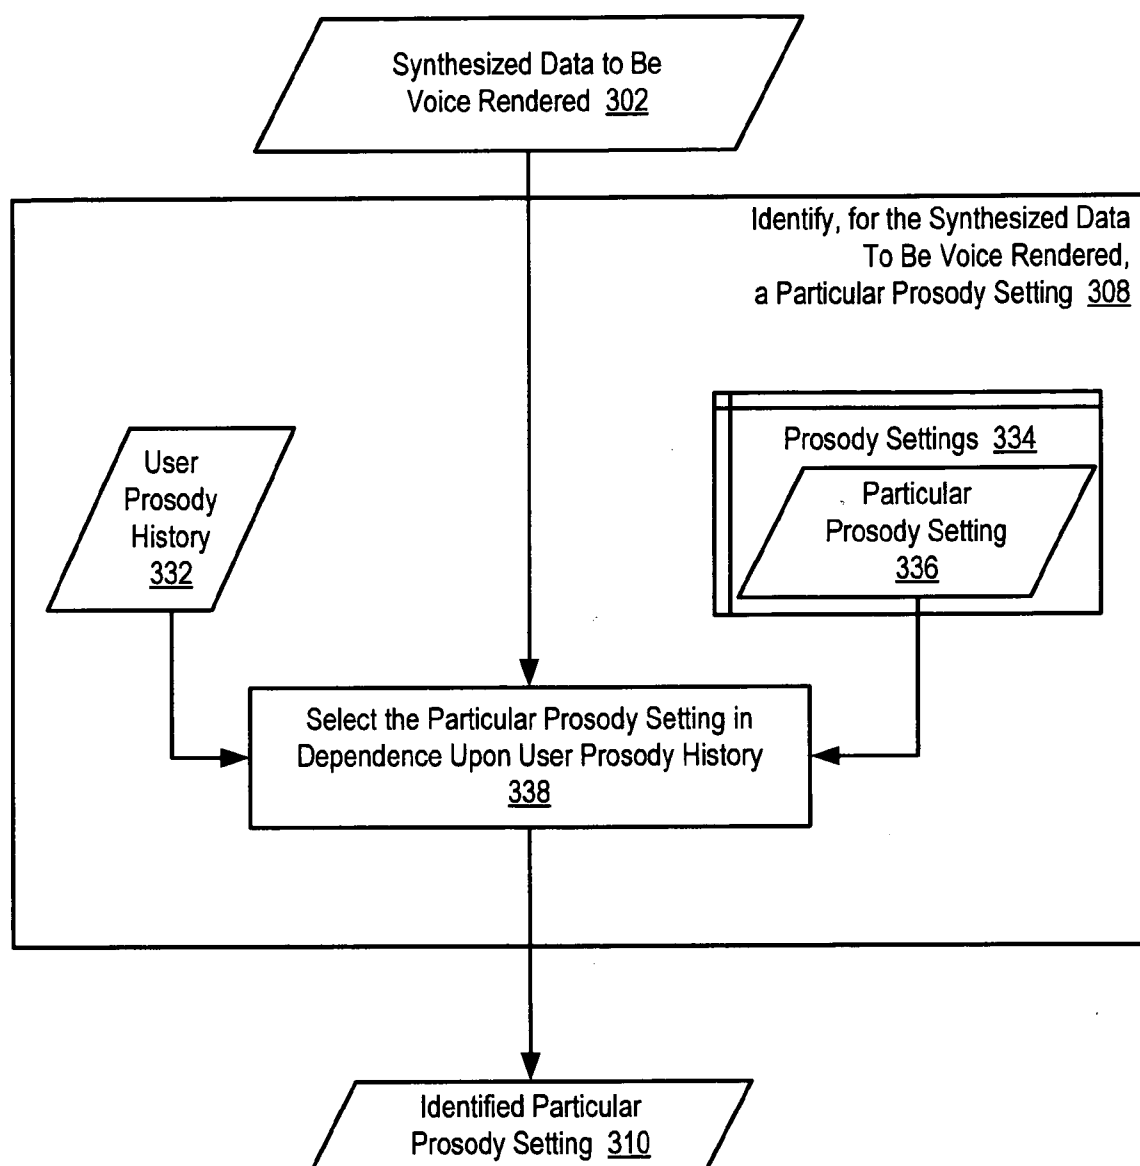 Synthesized Data to Be
Voice Rendered 302
Identify, for the Synthesized Data
To Be Voice Rendered,
a Particular Prosody Setting 308
User
Prosody
History
332
Prosody Settings 334
Particular
Prosody Setting
336
Select the Particular Prosody Setting in
Dependence Upon User Prosody History
338
Identified Particular
Prosody Setting 310